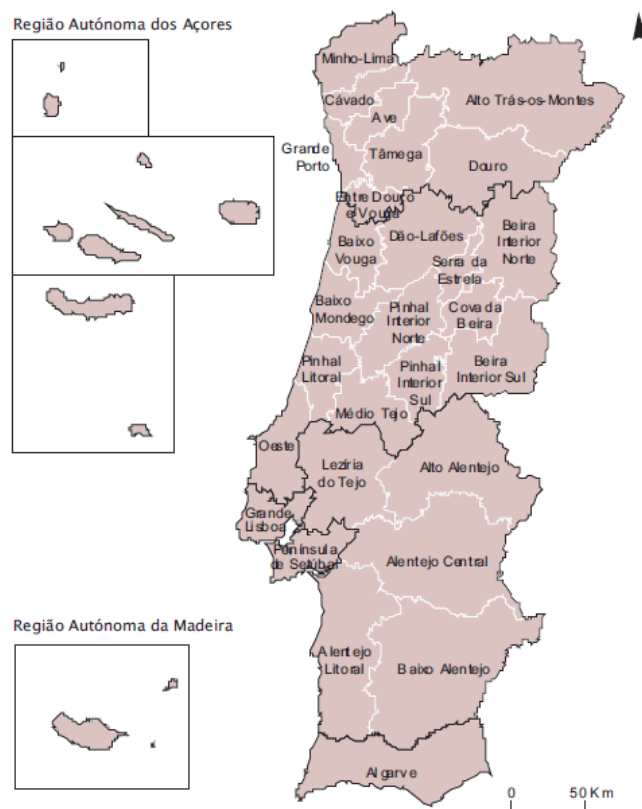 Região Autónoma dos Açores
Minho-Lima
Cávado
Alto Trás-os-Montes
Ave
Grande
Porto
Tâmega
Douro
Entre Douro
e Vouga
Baixo
Vouga
Dão-Lafões
Beira
Interior
Norte
Serra da
Estrela
Baixo
Mondego
Pinhal
Interior
Norte
Cova da
Beira
Pinhal
Litoral
Pinhal
Interior
Sul
Beira
Interior Sul
Médio Tejo
Oeste
Lezíria
do Tejo
Alto Alentejo
Grande
Lisboa
Península
de Setúbal
Alentejo Central
Região Autónoma da Madeira
Alentejo
Litoral
Baixo Alentejo
Algarve
0 50 Km